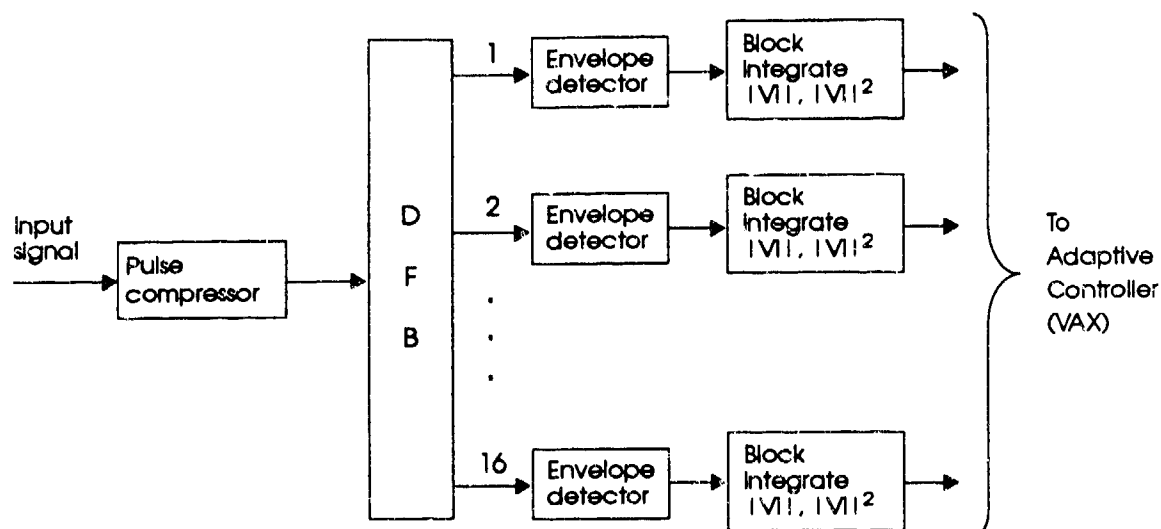 1
Envelope
detector
Block
Integrate
|V||, |V||²
Input
signal
Pulse
compressor
D
F
B
2
Envelope
detector
Block
Integrate
|V||, |V||²
To
Adaptive
Controller
(VAX)
16
Envelope
detector
Block
Integrate
|V||, |V||²